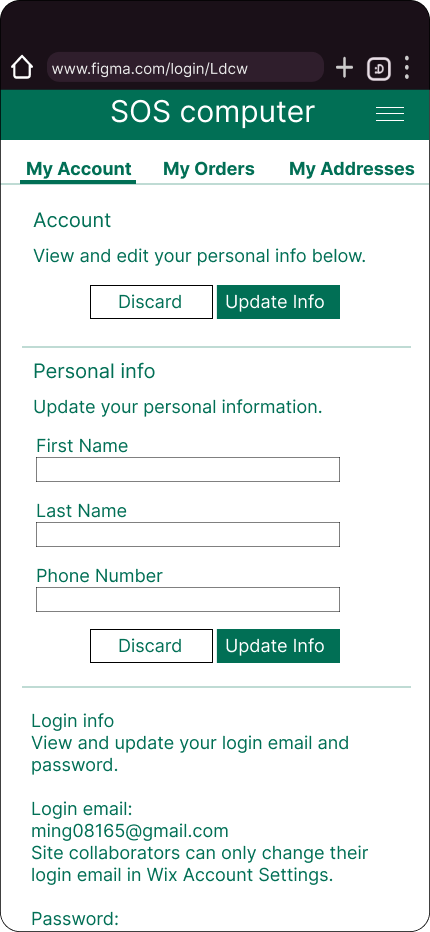 www.figma.com/login/Ldcw
:D
SOS computer
My Account My Orders My Addresses
Account
View and edit your personal info below.
Discard Update Info
Personal info
Update your personal information.
First Name
Last Name
Phone Number
Discard Update Info
Login info
View and update your login email and
password.
Login email:
ming08165@gmail.com
Site collaborators can only change their
login email in Wix Account Settings.
Password: